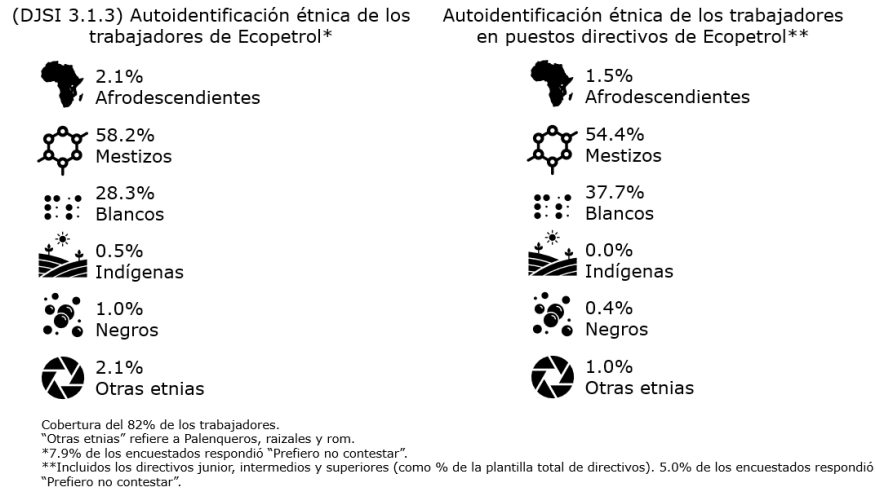 (DJSI 3.1.3) Autoidentificación étnica de los
trabajadores de Ecopetrol*
2.1%
Afrodescendientes
58.2%
Mestizos
28.3%
Blancos
0.5%
Indígenas
1.0%
Negros
2.1%
Otras etnias
Autoidentificación étnica de los trabajadores
en puestos directivos de Ecopetrol**
1.5%
Afrodescendientes
54.4%
Mestizos
37.7%
Blancos
0.0%
Indígenas
0.4%
Negros
1.0%
Otras etnias
Cobertura del 82% de los trabajadores.
“Otras etnias” refiere a Palenqueros, raizales y rom.
*7.9% de los encuestados respondió “Prefiero no contestar”.
**Incluidos los directivos junior, intermedios y superiores (como % de la plantilla total de directivos). 5.0% de los encuestados respondió
“Prefiero no contestar”.